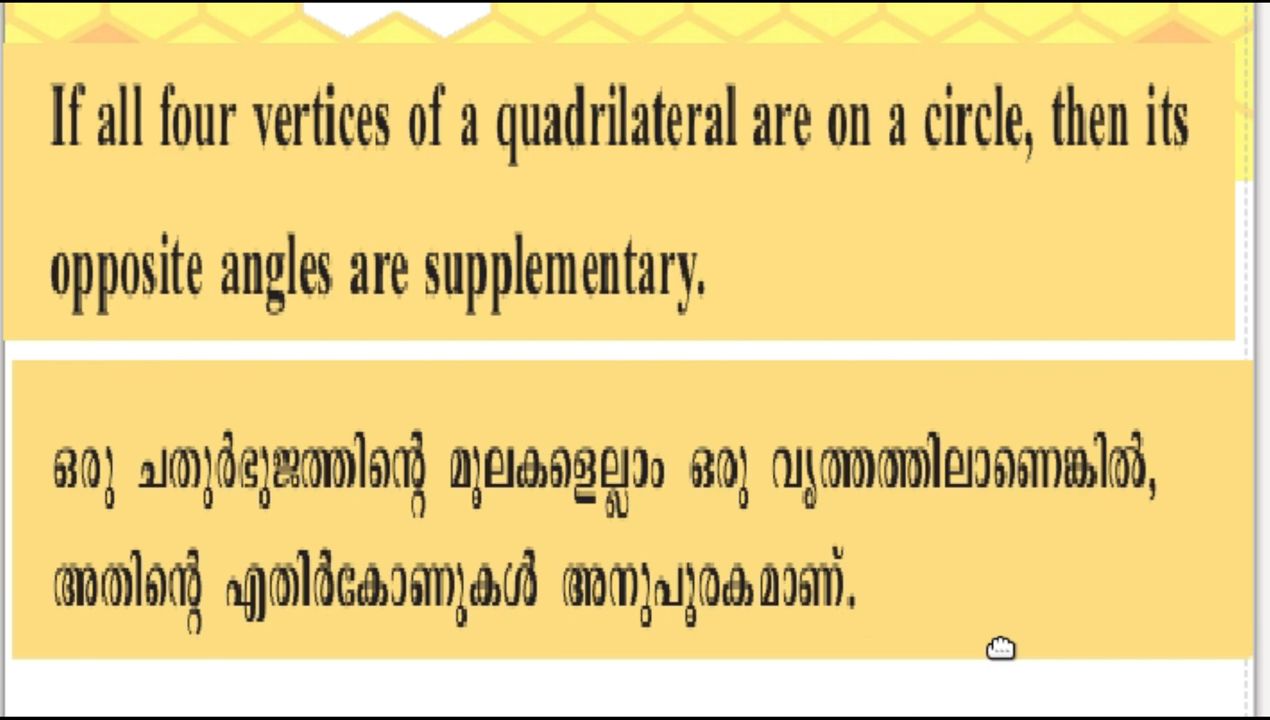 If all four vertices of a quadrilateral are on a circle, then its
opposite angles are supplementary.
ഒരു ചതുർഭുജത്തിന്റെ മൂലകളെല്ലാം ഒരു വൃത്തത്തിലാണെങ്കിൽ,
അതിന്റെ എതിർകോണുകൾ അനുപൂരകമാണ്.